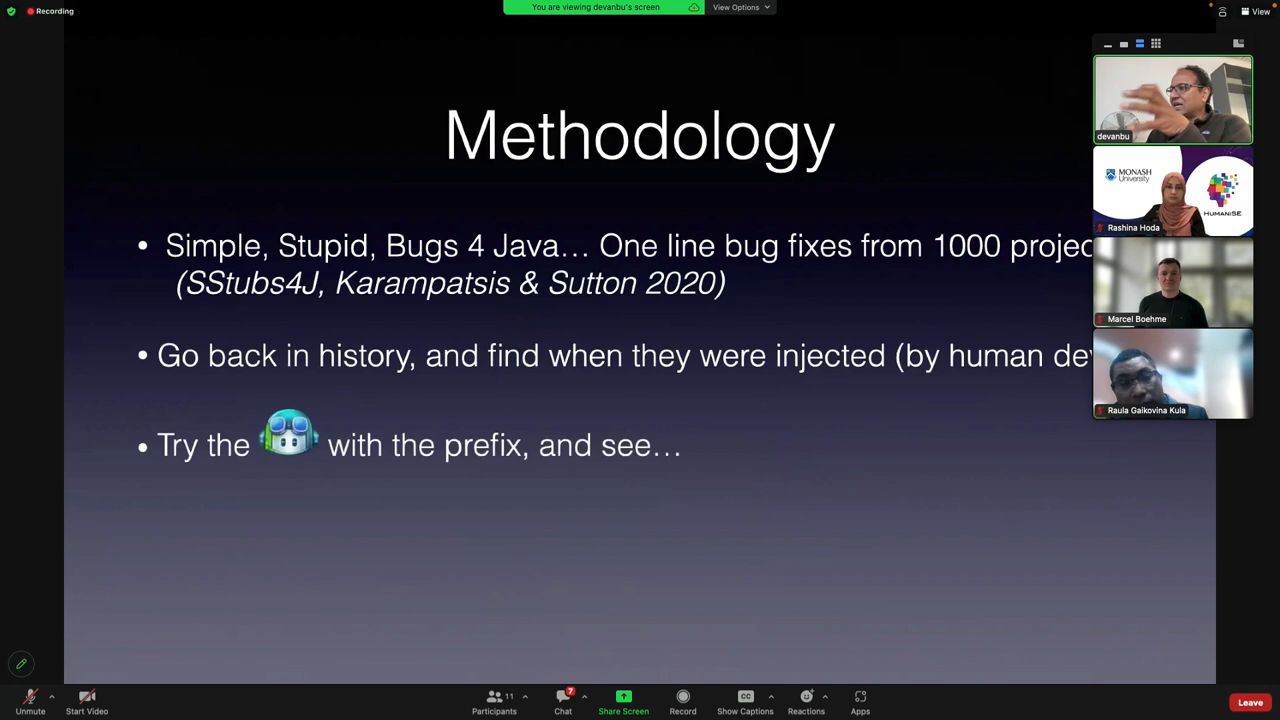 Recording
You are viewing devanbu's screen
View Options
View
Methodology
• Simple, Stupid, Bugs 4 Java… One line bug fixes from 1000 projec
(SStubs4J, Karampatsis & Sutton 2020)
• Go back in history, and find when they were injected (by human de
• Try the with the prefix, and see…
devanbu
MONASH
University
HUMANISE
Rashina Hoda
Marcel Boehme
Raula Gaikovina Kula
Unmute
Start Video
11
Participants
7
Chat
Share Screen
Record
CC
Show Captions
Reactions
Apps
Leave